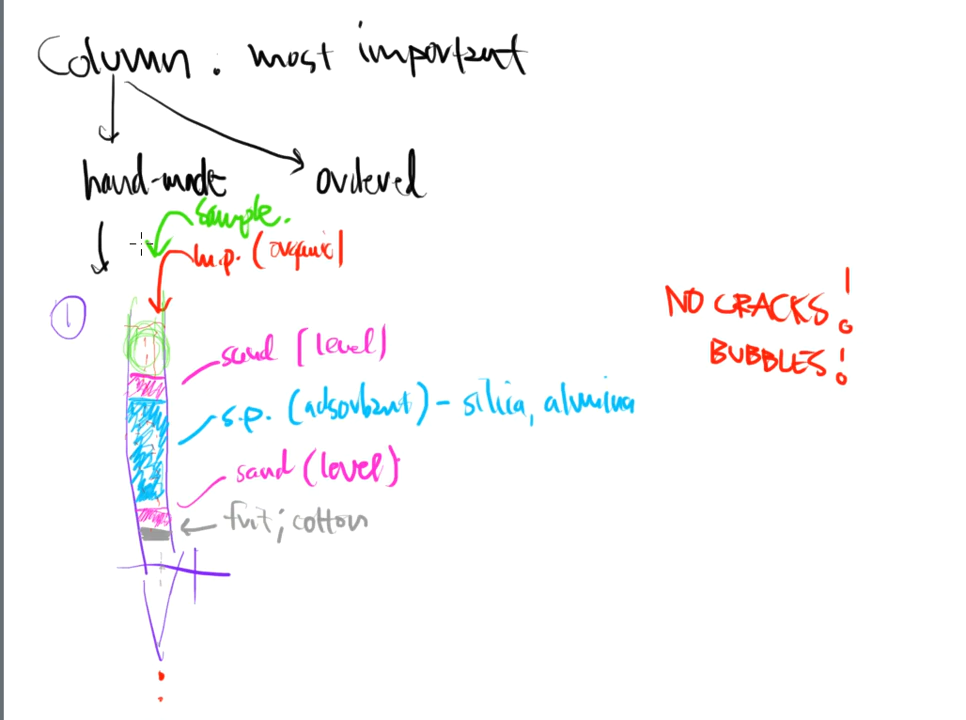 Column : most important
hand-made
ordered
sample.
m.p. (organic)
1
sand (level)
s.p. (adsorbant) - silica, alumina
sand (level)
frit; cotton
NO CRACKS!
BUBBLES!